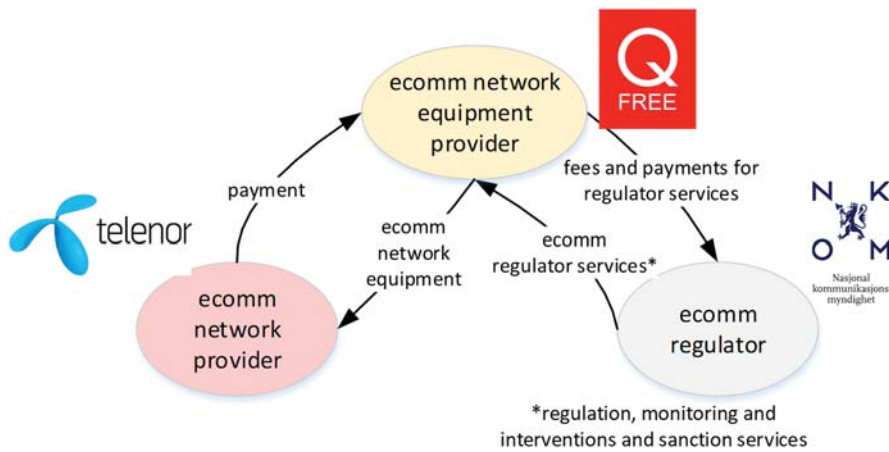 ecomm network
equipment
provider
Q
FREE
payment
fees and payments for
regulator services
telenor
ecomm
network
equipment
ecomm
regulator services*
N K
O M
Nasjonal
kommunikasjons
myndighet
ecomm
network
provider
ecomm
regulator
*regulation, monitoring and
interventions and sanction services